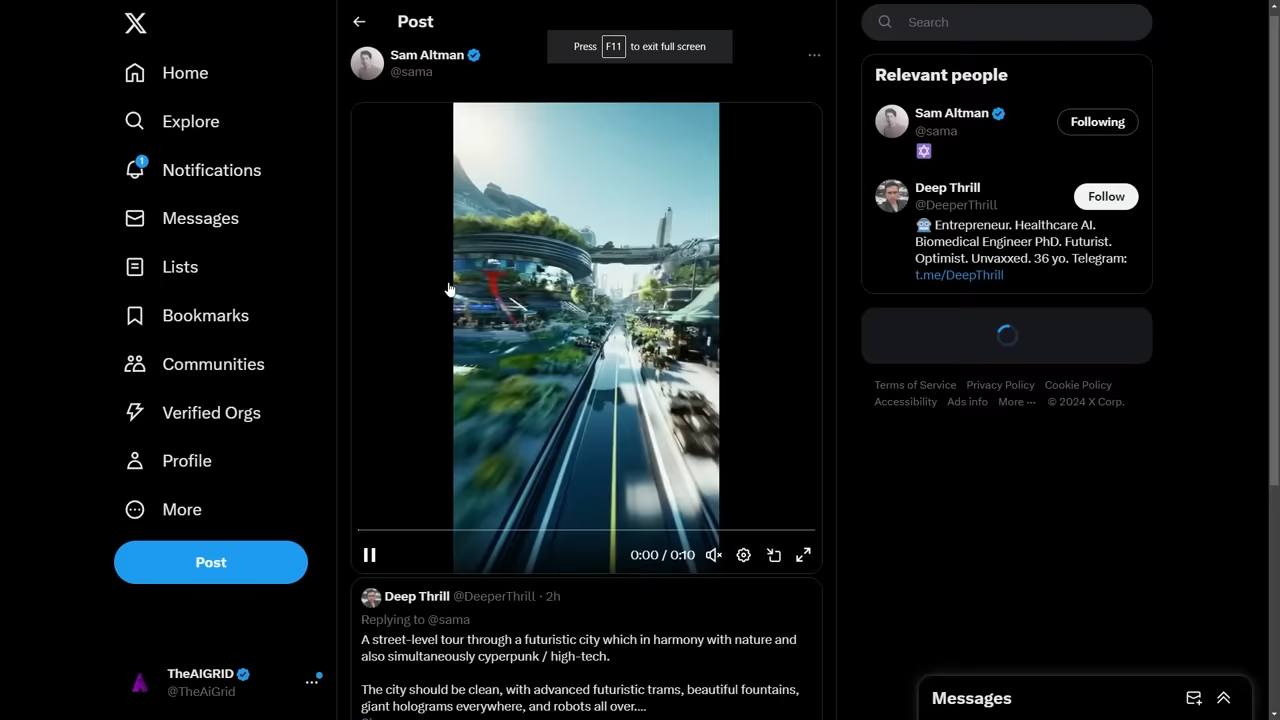 Home
Explore
1
Notifications
Messages
Lists
Bookmarks
Communities
Verified Orgs
Profile
More
Post
TheAIGRID
@TheAiGrid
Post
Press F11 to exit full screen
Sam Altman
@sama
0:00 / 0:10
Deep Thrill @DeeperThrill · 2h
Replying to @sama
A street-level tour through a futuristic city which in harmony with nature and
also simultaneously cyperpunk / high-tech.
The city should be clean, with advanced futuristic trams, beautiful fountains,
giant holograms everywhere, and robots all over....
Search
Relevant people
Sam Altman
@sama
Following
Deep Thrill
@DeeperThrill
Follow
Entrepreneur. Healthcare AI.
Biomedical Engineer PhD. Futurist.
Optimist. Unvaxxed. 36 yo. Telegram:
t.me/DeepThrill
Terms of Service Privacy Policy Cookie Policy
Accessibility Ads info More ··· © 2024 X Corp.
Messages